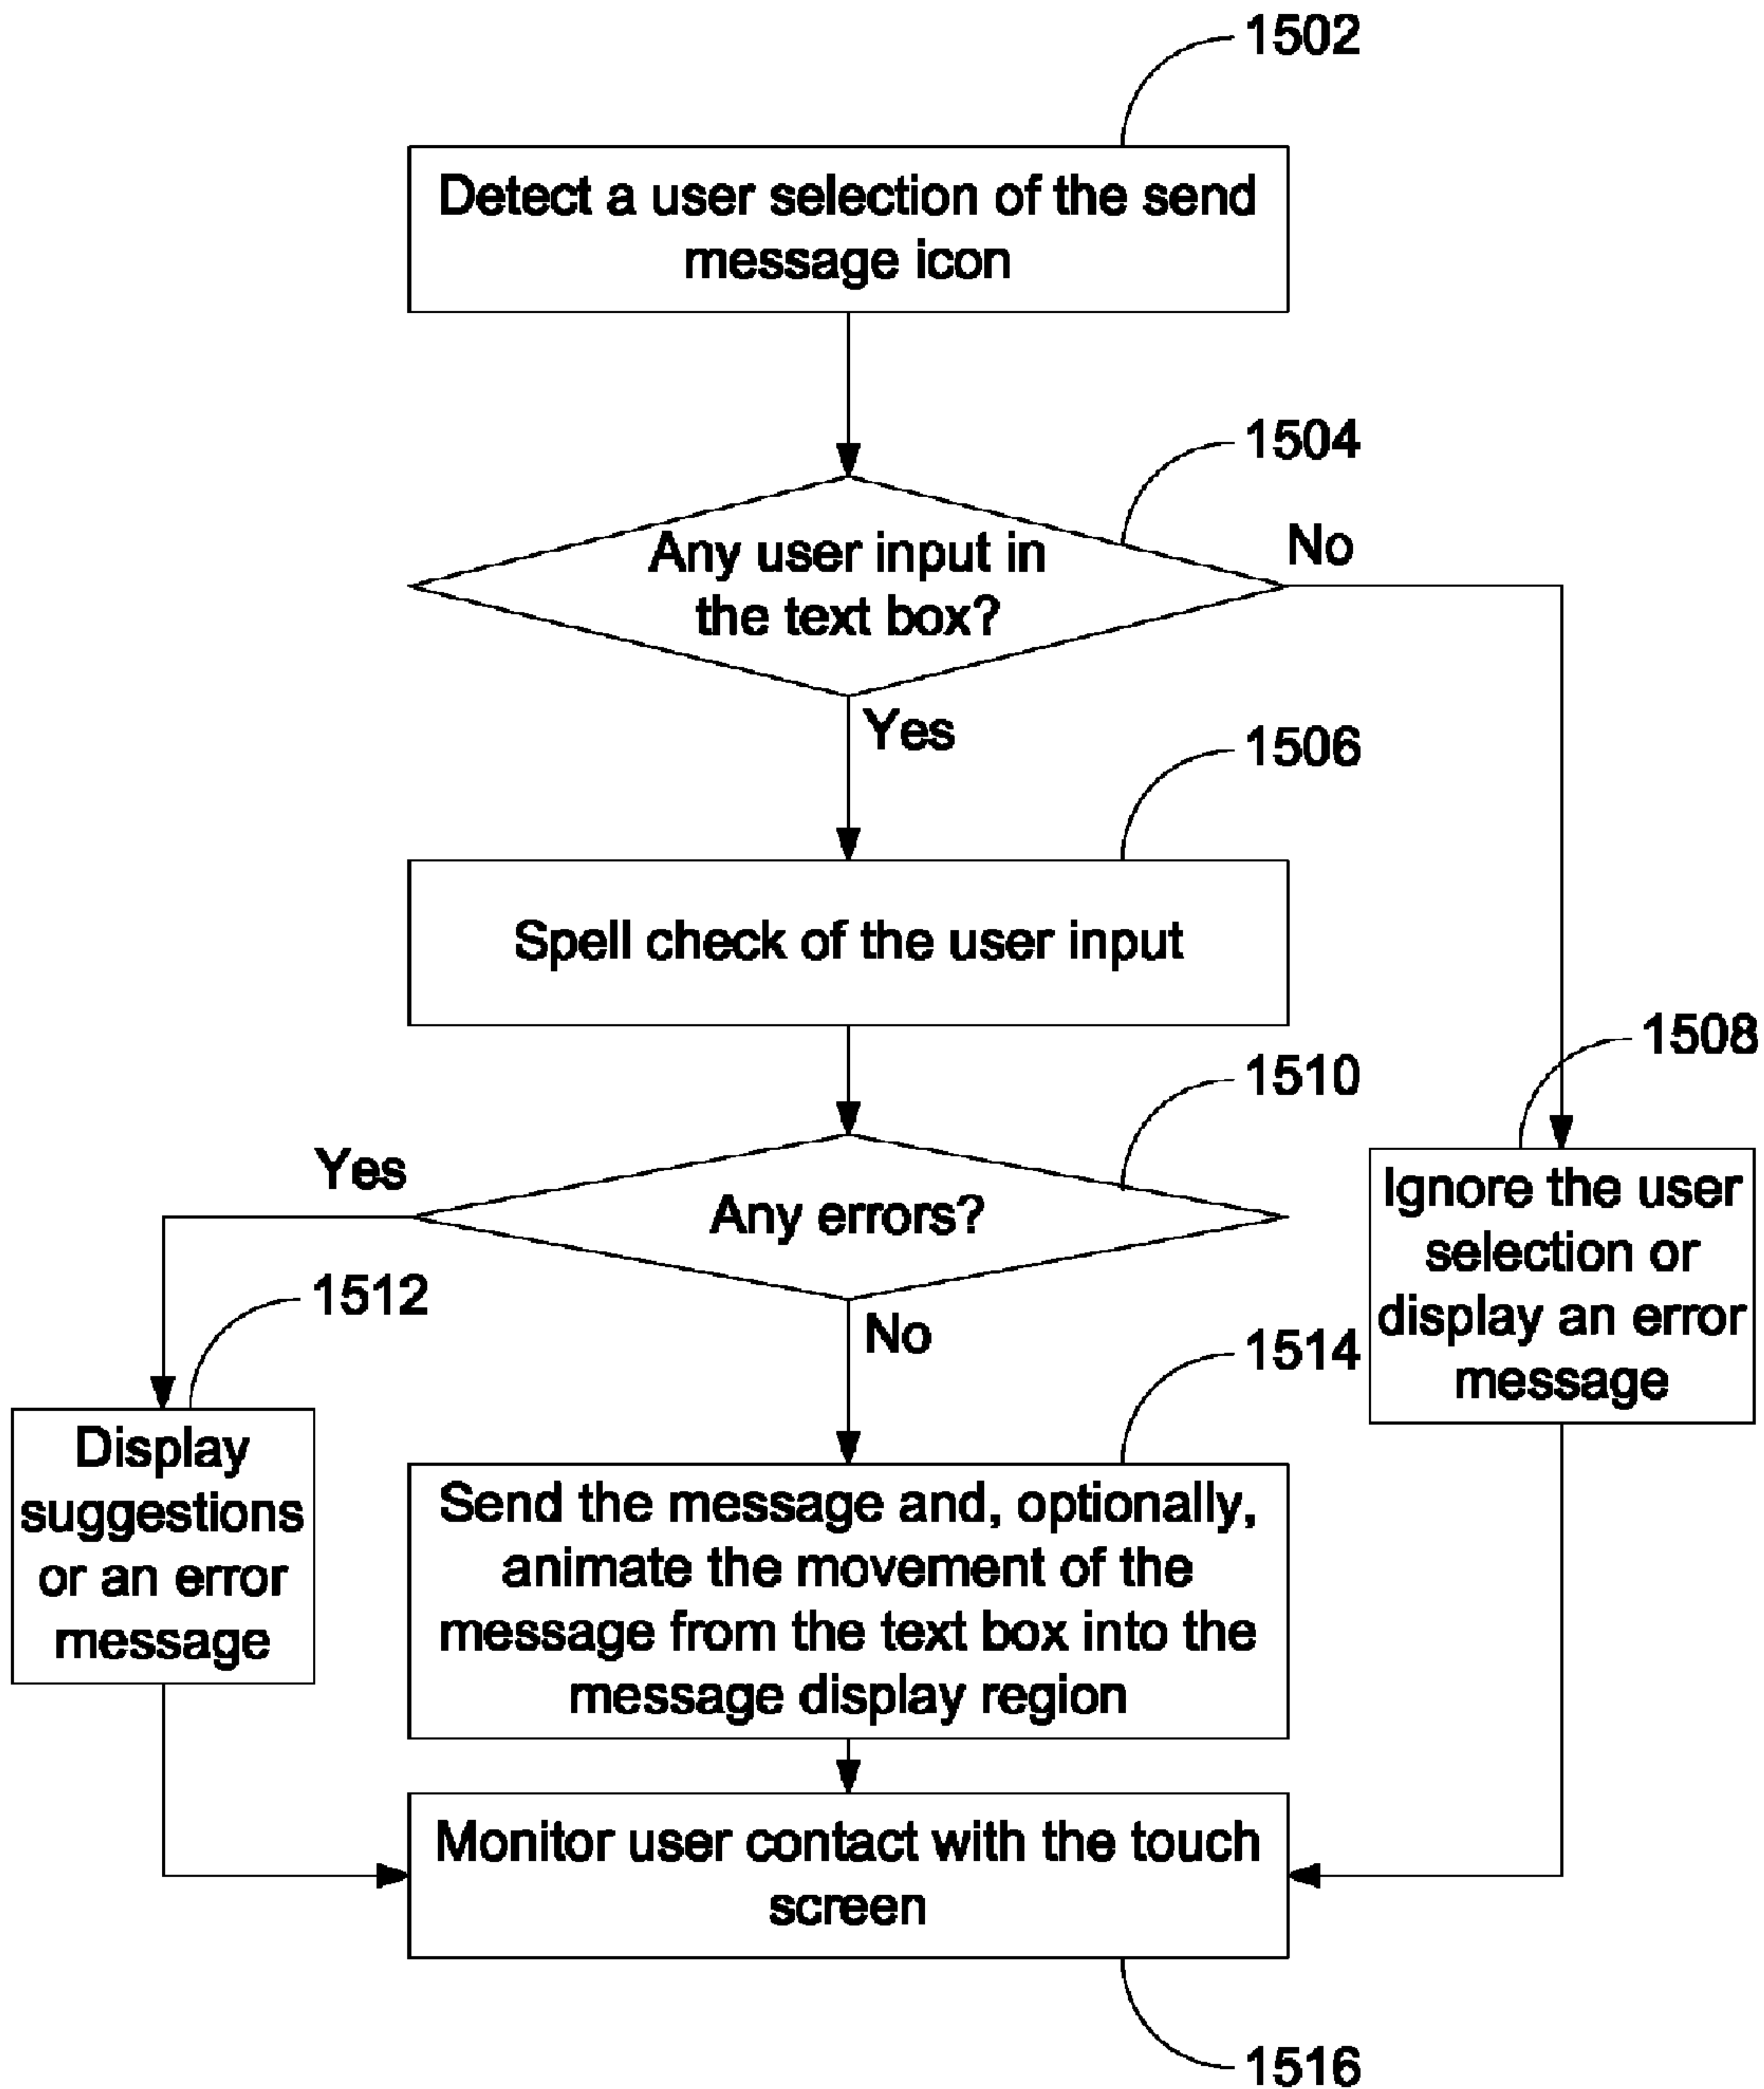 1502
Detect a user selection of the send
message icon
1504
Any user input in
the text box?
No
Yes
1506
Spell check of the user input
1508
1510
Yes
Any errors?
Ignore the user
selection or
display an error
message
1512
No
1514
Display
suggestions
or an error
message
Send the message and, optionally,
animate the movement of the
message from the text box into the
message display region
Monitor user contact with the touch
screen
1516